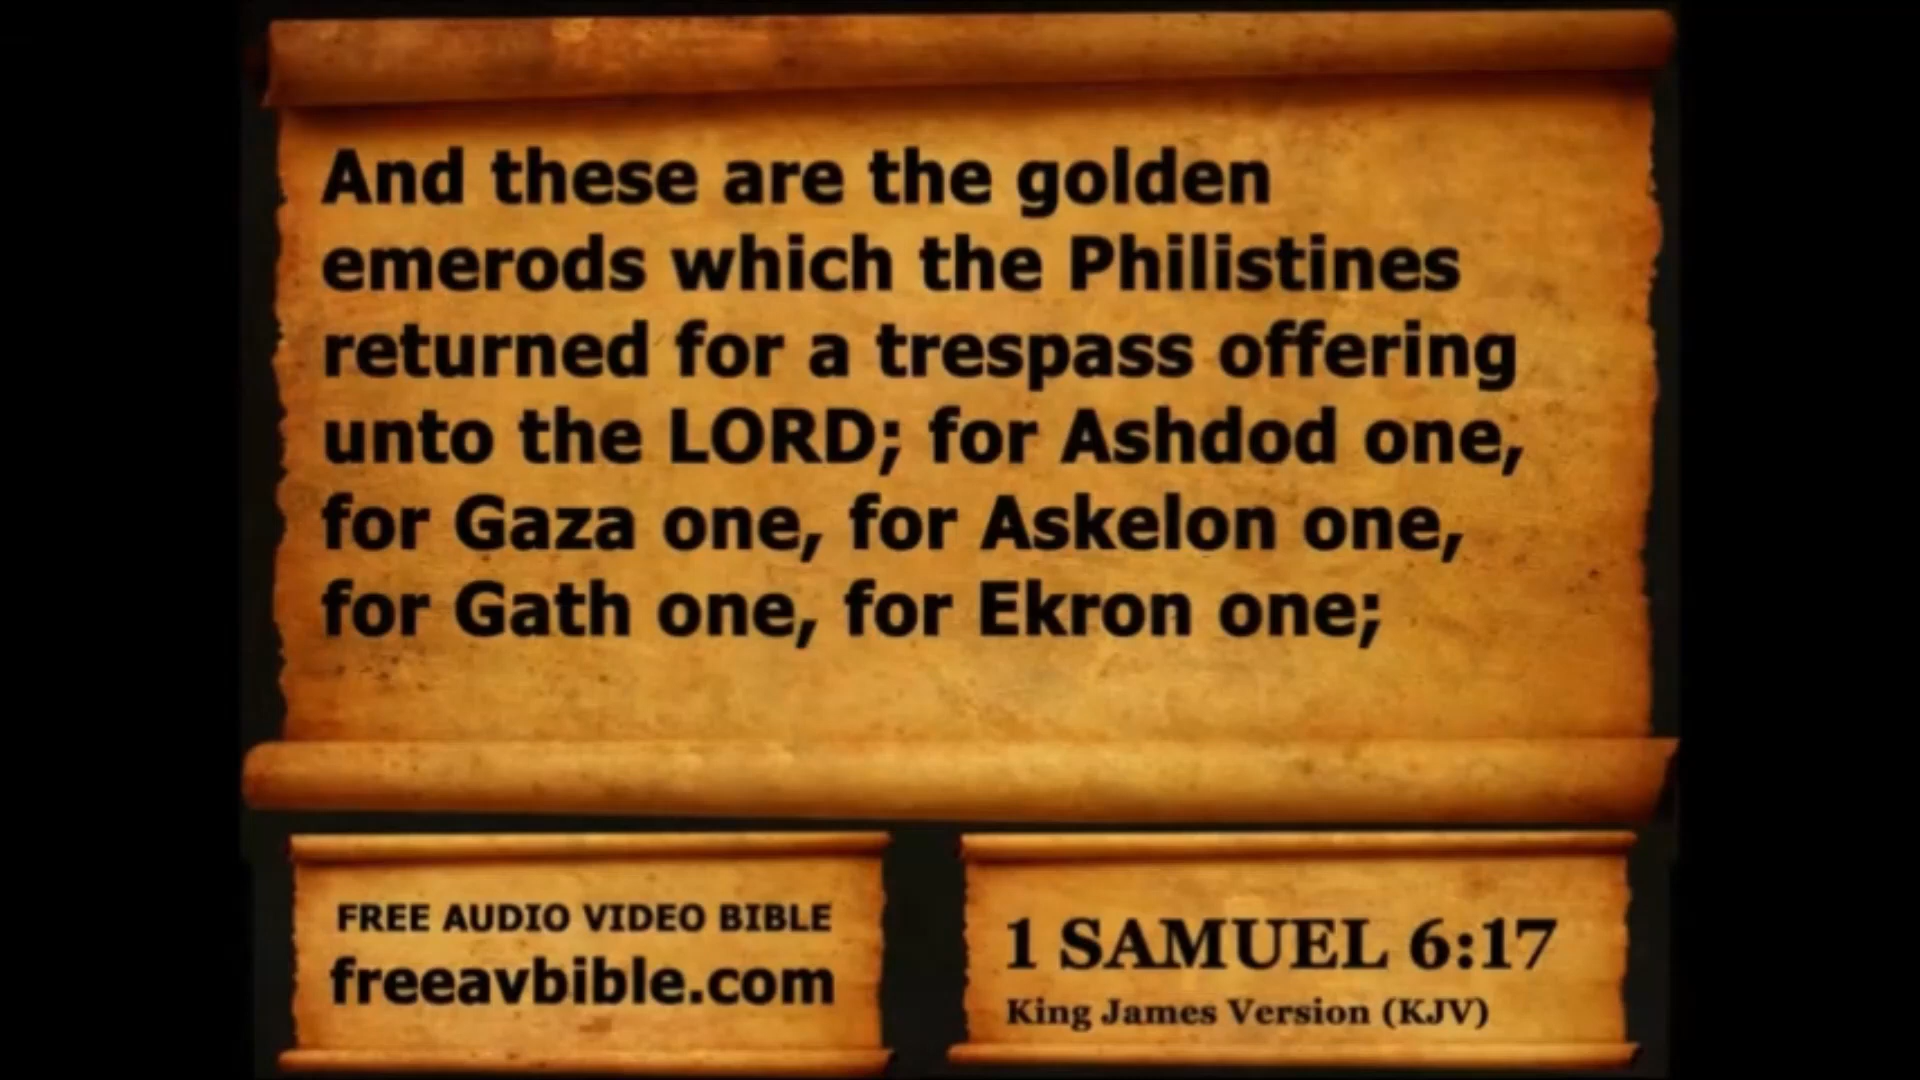 And these are the golden
emerods which the Philistines
returned for a trespass offering
unto the LORD; for Ashdod one,
for Gaza one, for Askelon one,
for Gath one, for Ekron one;
FREE AUDIO VIDEO BIBLE
freeavbible.com
1 SAMUEL 6:17
King James Version (KJV)